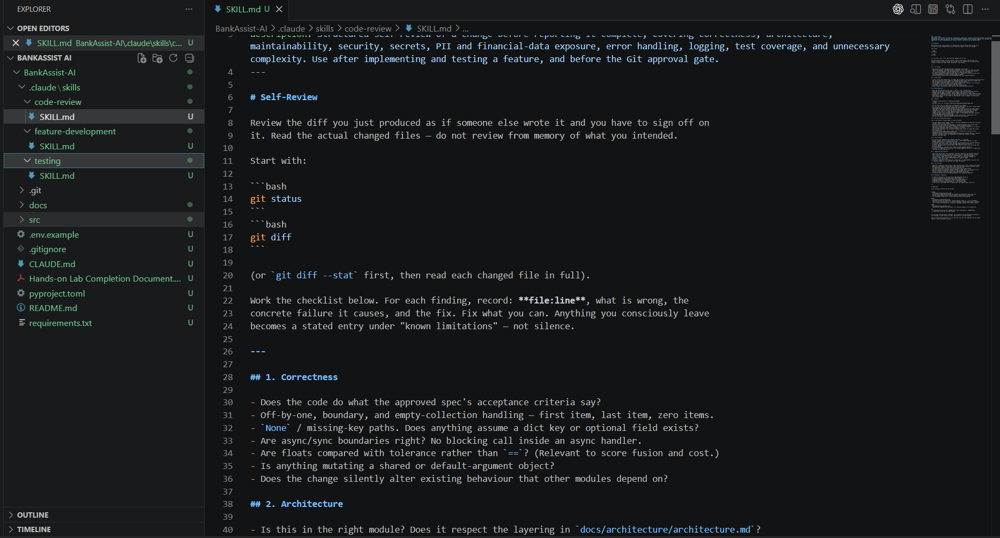 EXPLORER
OPEN EDITORS
SKILL.md BankAssist-AI\.claude\skills\c... U
BANKASSIST AI
BankAssist-AI
.claude\skills
code-review
SKILL.md U
feature-development
SKILL.md U
testing
SKILL.md U
.git
docs
src
.env.example U
.gitignore U
CLAUDE.md U
Hands-on Lab Completion Document.... U
pyproject.toml U
README.md U
requirements.txt U
OUTLINE
TIMELINE
SKILL.md U
BankAssist-AI > .claude > skills > code-review > SKILL.md > ...
description: Structured self-review of a change before reporting it complete, covering correctness, architecture,
maintainability, security, secrets, PII and financial-data exposure, error handling, logging, test coverage, and unnecessary
complexity. Use after implementing and testing a feature, and before the Git approval gate.
4 ---
5
6 # Self-Review
7
8 Review the diff you just produced as if someone else wrote it and you have to sign off on
9 it. Read the actual changed files — do not review from memory of what you intended.
10
11 Start with:
12
13 ```bash
14 git status
15 ```
16 ```bash
17 git diff
18 ```
19
20 (or `git diff --stat` first, then read each changed file in full).
21
22 Work the checklist below. For each finding, record: **file:line**, what is wrong, the
23 concrete failure it causes, and the fix. Fix what you can. Anything you consciously leave
24 becomes a stated entry under "known limitations" — not silence.
25
26 ---
27
28 ## 1. Correctness
29
30 - Does the code do what the approved spec's acceptance criteria say?
31 - Off-by-one, boundary, and empty-collection handling — first item, last item, zero items.
32 - `None` / missing-key paths. Does anything assume a dict key or optional field exists?
33 - Are async/sync boundaries right? No blocking call inside an async handler.
34 - Are floats compared with tolerance rather than `==`? (Relevant to score fusion and cost.)
35 - Is anything mutating a shared or default-argument object?
36 - Does the change silently alter existing behaviour that other modules depend on?
37
38 ## 2. Architecture
39
40 - Is this in the right module? Does it respect the layering in `docs/architecture/architecture.md`?